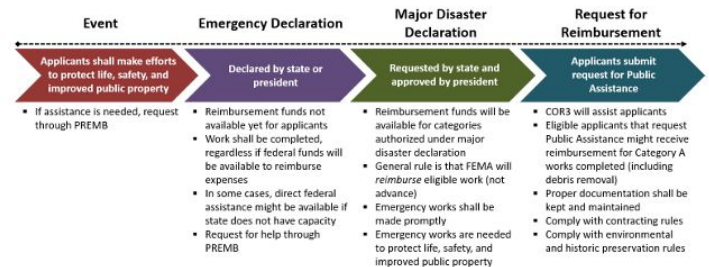 Event
Emergency Declaration
Major Disaster
Declaration
Request for
Reimbursement
Applicants shall make efforts
to protect life, safety, and
improved public property
Declared by state or
president
Requested by state and
approved by president
Applicants submit
request for Public
Assistance
▪ If assistance is needed, request
through PREMB
▪ Reimbursement funds not
available yet for applicants
▪ Work shall be completed,
regardless if federal funds will
be available to reimburse
expenses
▪ In some cases, direct federal
assistance might be available if
state does not have capacity
▪ Request for help through
PREMB
▪ Reimbursement funds will be
available for categories
authorized under major
disaster declaration
▪ General rule is that FEMA will
reimburse eligible work (not
advance)
▪ Emergency works shall be
made promptly
▪ Emergency works are needed
to protect life, safety, and
improved public property
▪ COR3 will assist applicants
▪ Eligible applicants that request
Public Assistance might receive
reimbursement for Category A
works completed (including
debris removal)
▪ Proper documentation shall be
kept and maintained
▪ Comply with contracting rules
▪ Comply with environmental
and historic preservation rules